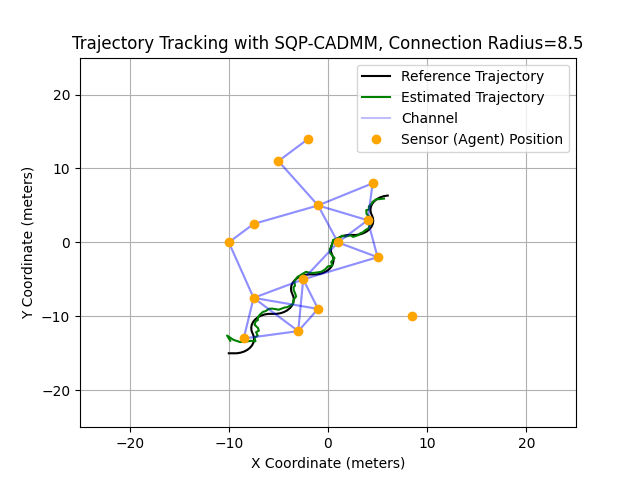 Trajectory Tracking with SQP-CADMM, Connection Radius=8.5
Reference Trajectory
Estimated Trajectory
Channel
Sensor (Agent) Position
Y Coordinate (meters)
20
10
0
−10
−20
−20
−10
0
10
20
X Coordinate (meters)